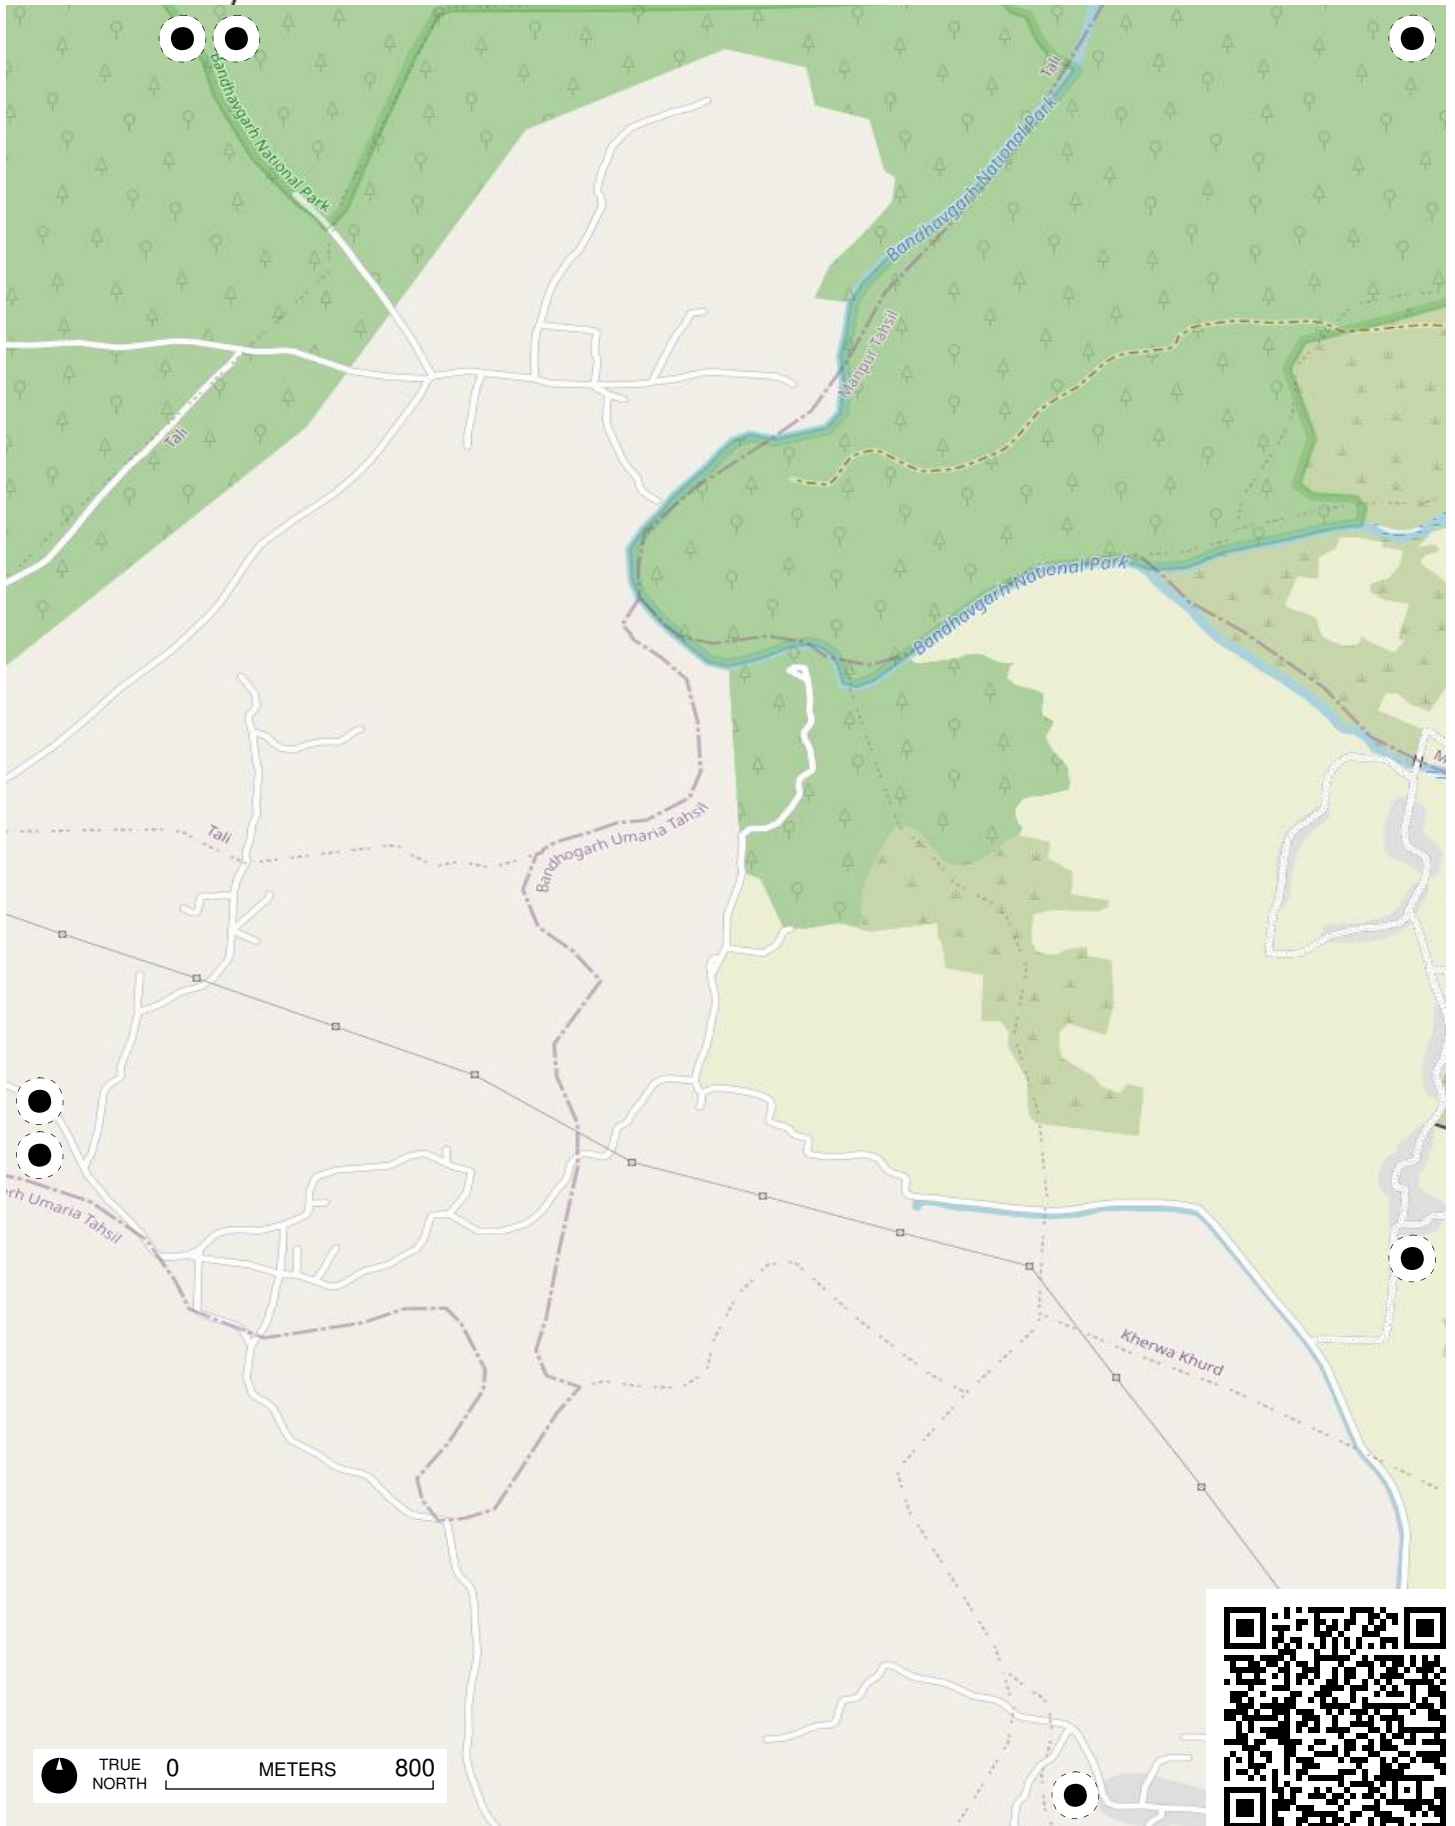 Bandhavgarh National Park
Tali
Bandhavgarh National Park
Manpur Tahsil
Tali
Bandhavgarh National Park
Tali
Bandhogarh Umaria Tahsil
arh Umaria Tahsil
Kherwa Khurd
TRUE NORTH
0 METERS 800